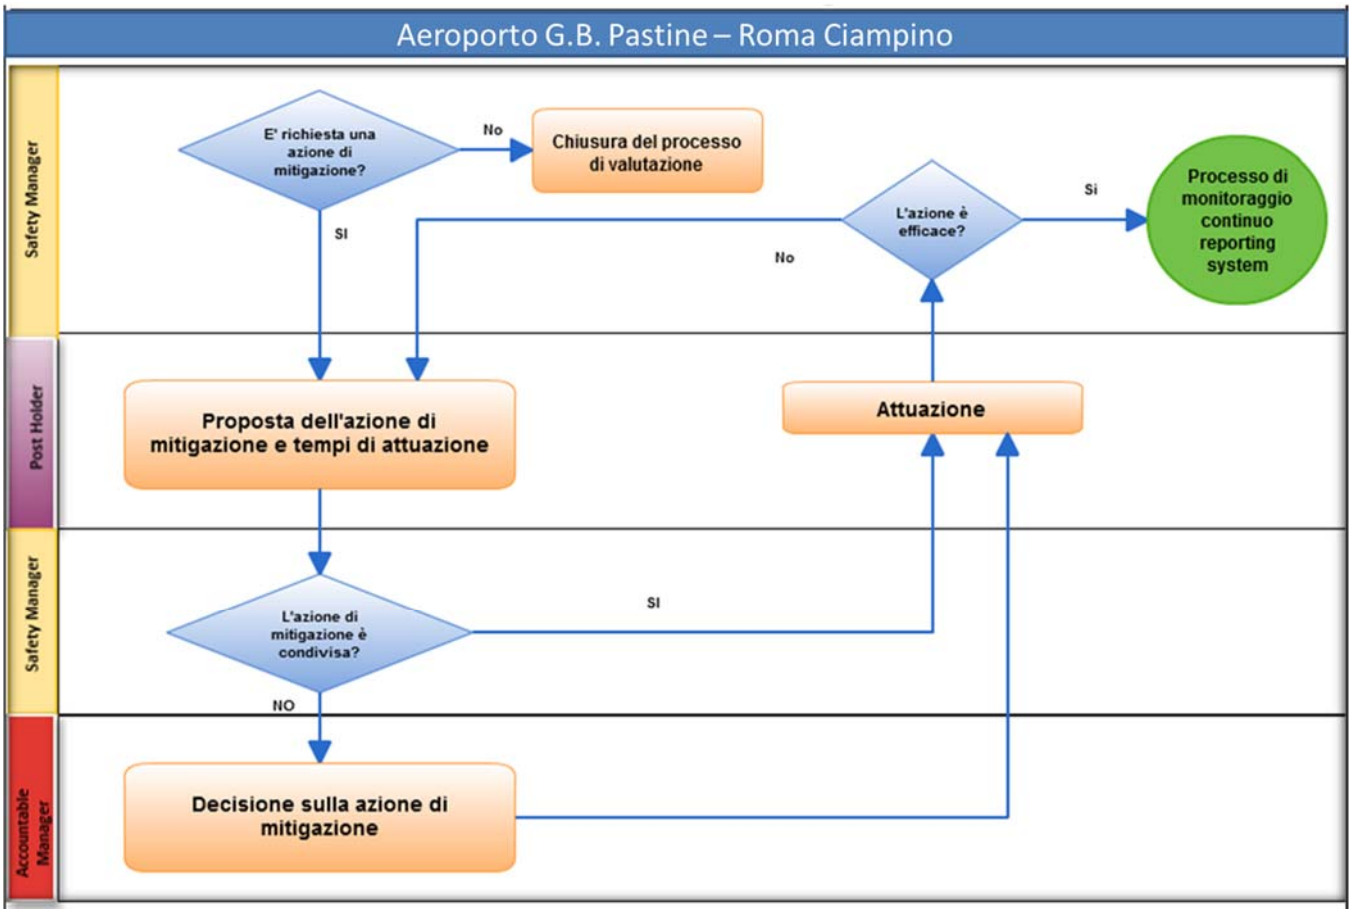 Aeroporto G.B. Pastine – Roma Ciampino
Safety Manager
E' richiesta una
azione di
mitigazione?
No
Chiusura del processo
di valutazione
SI
L'azione è
efficace?
Si
No
Processo di
monitoraggio
continuo
reporting
system
Post Holder
Proposta dell'azione di
mitigazione e tempi di attuazione
Attuazione
Safety Manager
L'azione di
mitigazione è
condivisa?
SI
NO
Accountable
Manager
Decisione sulla azione di
mitigazione